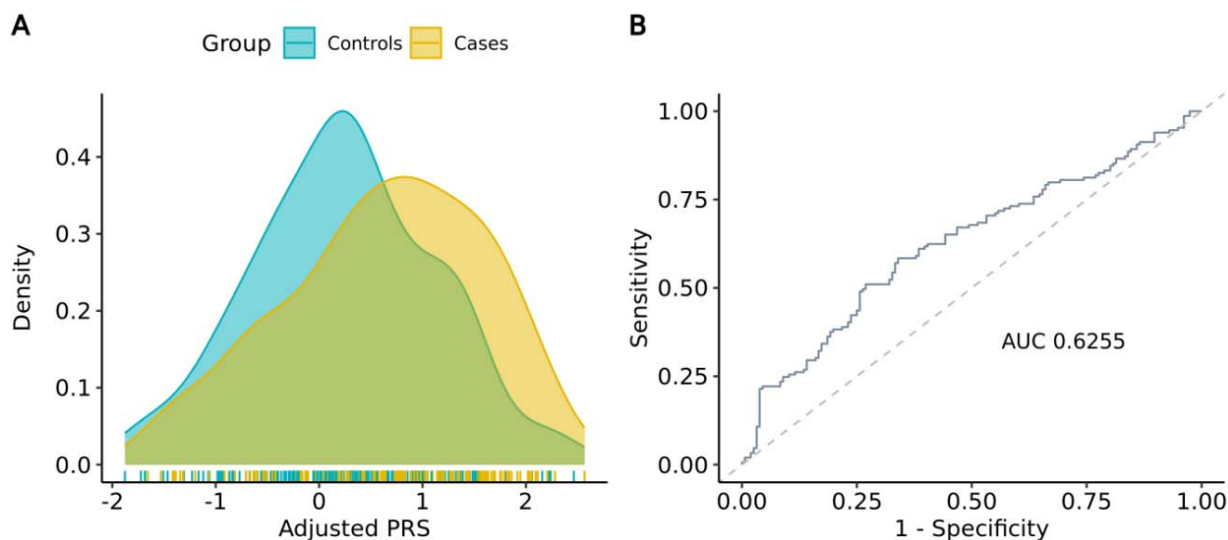 A
Group Controls Cases
Density
0.4
0.3
0.2
0.1
0.0
-2 -1 0 1 2
Adjusted PRS
B
Sensitivity
1.00
0.75
0.50
0.25
0.00
AUC 0.6255
0.00 0.25 0.50 0.75 1.00
1 - Specificity